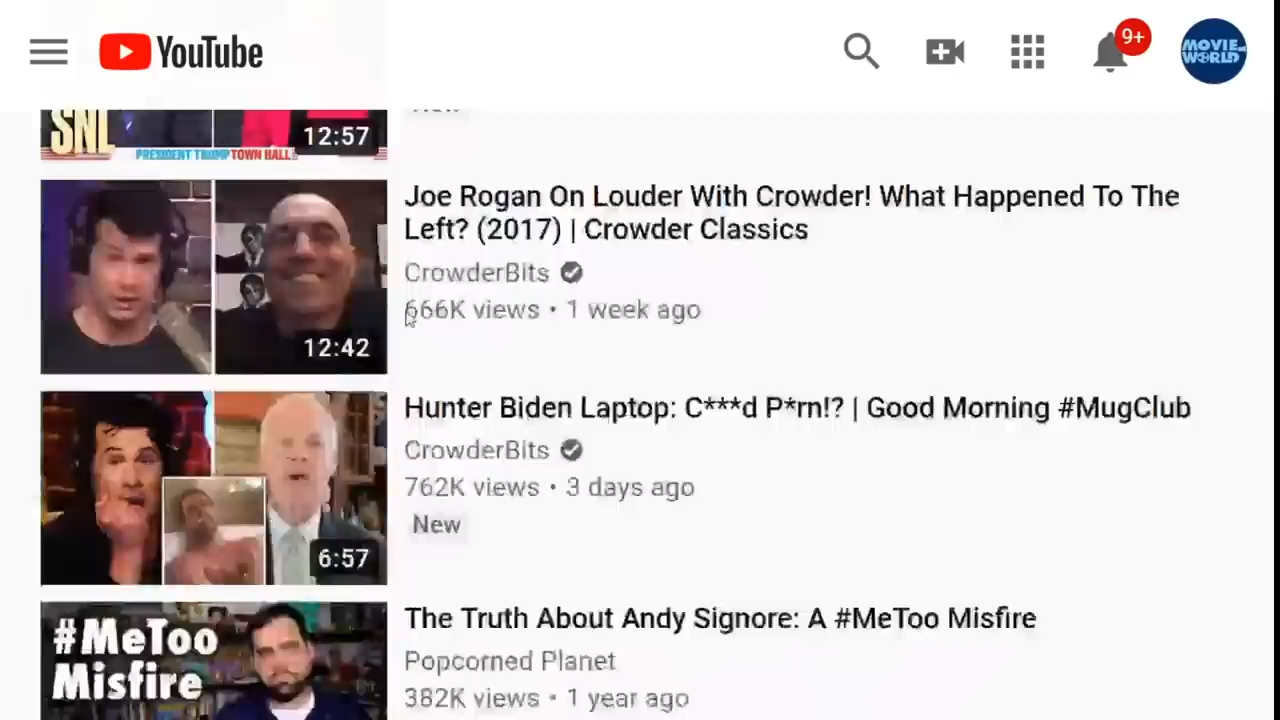 YouTube
9+
MOVIE
WORLD
SNL
12:57
PRESIDENT TRUMP TOWN HALL
Joe Rogan On Louder With Crowder! What Happened To The
Left? (2017) | Crowder Classics
CrowderBits
666K views • 1 week ago
12:42
Hunter Biden Laptop: C***d P*rn!? | Good Morning #MugClub
CrowderBits
762K views • 3 days ago
New
6:57
#MeToo
Misfire
The Truth About Andy Signore: A #MeToo Misfire
Popcorned Planet
382K views • 1 year ago